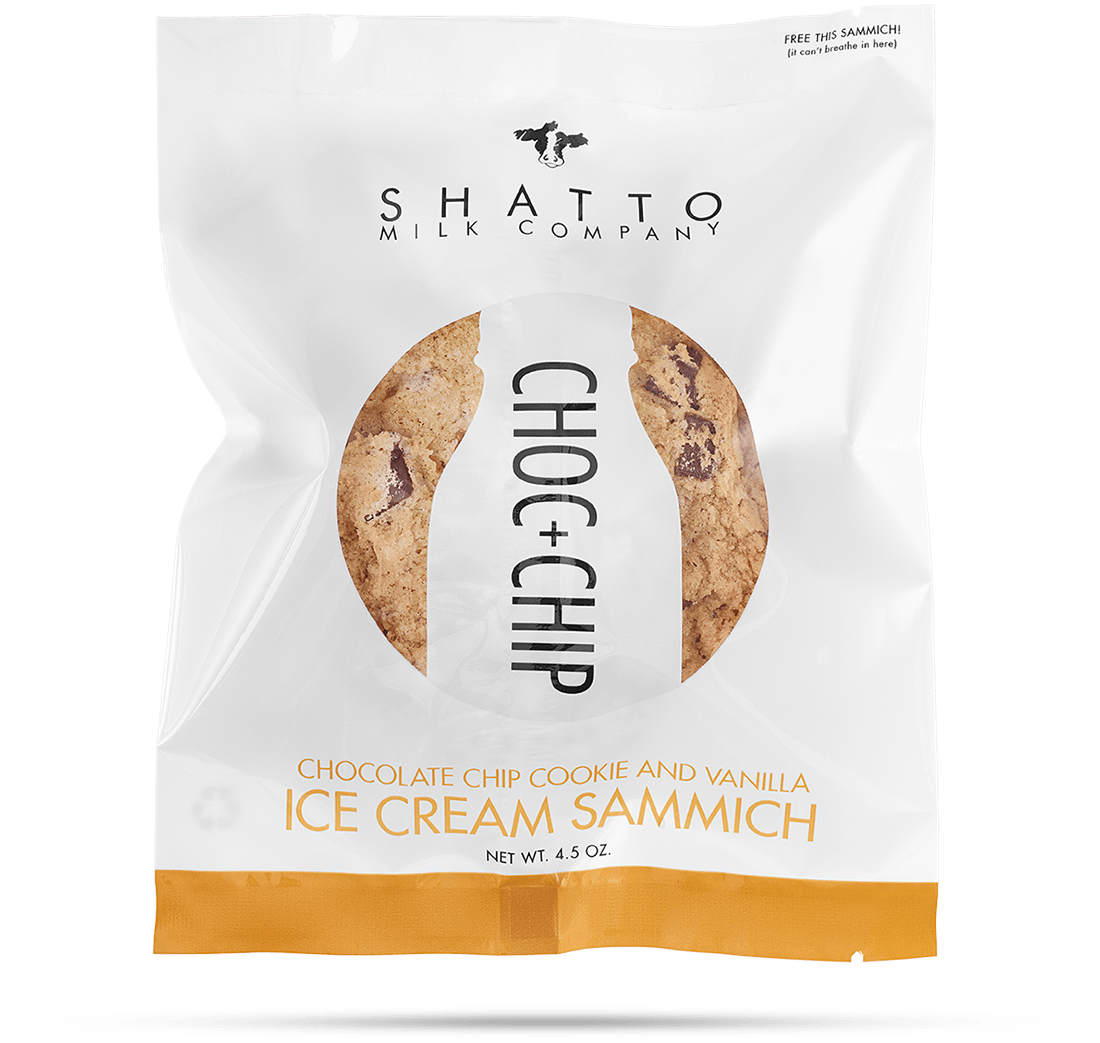 FREE THIS SAMMICH!
(it can't breathe in here)
SHATTO
MILK COMPANY
CHOC+CHIP
CHOCOLATE CHIP COOKIE AND VANILLA
ICE CREAM SAMMICH
NET WT. 4.5 OZ.